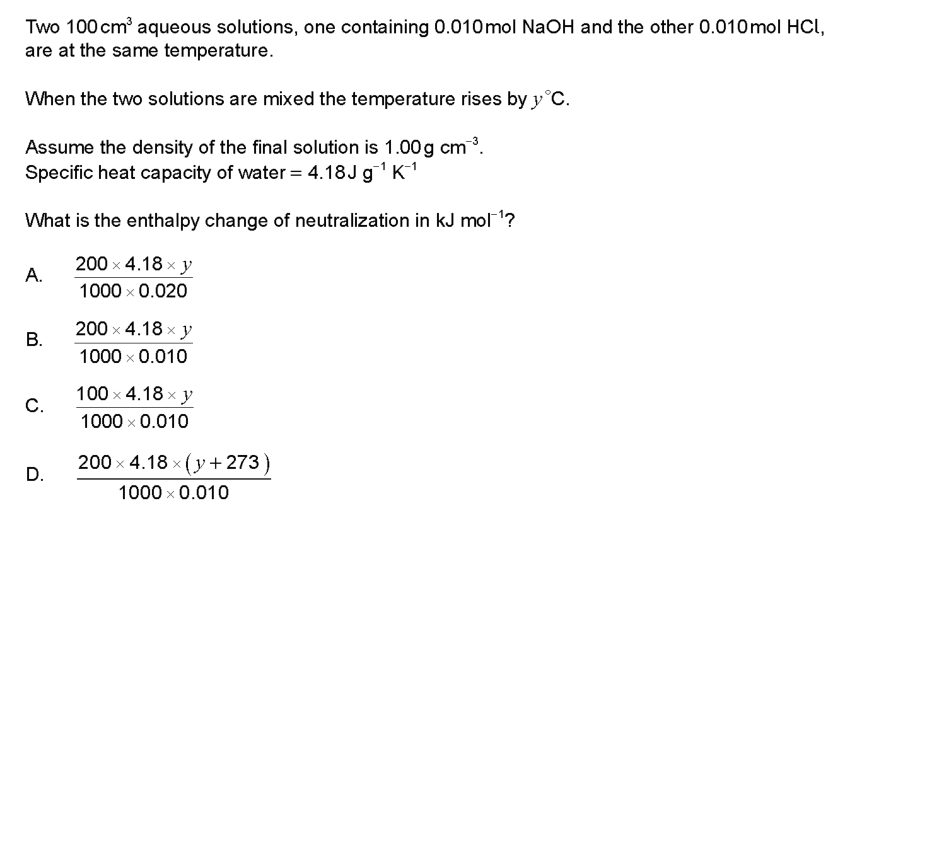 Two 100 cm³ aqueous solutions, one containing 0.010 mol NaOH and the other 0.010 mol HCl,
are at the same temperature.
When the two solutions are mixed the temperature rises by y °C.
Assume the density of the final solution is 1.00 g cm⁻³.
Specific heat capacity of water = 4.18 J g⁻¹ K⁻¹
What is the enthalpy change of neutralization in kJ mol⁻¹?
A.
200 × 4.18 × y
1000 × 0.020
B.
200 × 4.18 × y
1000 × 0.010
C.
100 × 4.18 × y
1000 × 0.010
D.
200 × 4.18 × (y + 273)
1000 × 0.010